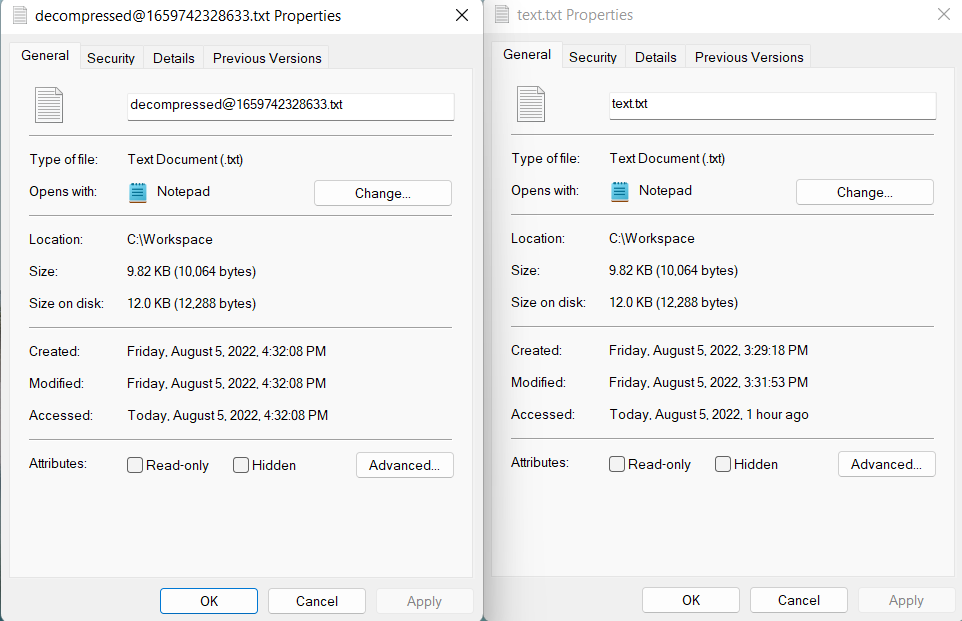 decompressed@1659742328633.txt Properties
General Security Details Previous Versions
decompressed@1659742328633.txt
Type of file: Text Document (.txt)
Opens with: Notepad Change...
Location: C:\Workspace
Size: 9.82 KB (10,064 bytes)
Size on disk: 12.0 KB (12,288 bytes)
Created: Friday, August 5, 2022, 4:32:08 PM
Modified: Friday, August 5, 2022, 4:32:08 PM
Accessed: Today, August 5, 2022, 4:32:08 PM
Attributes: Read-only Hidden Advanced...
OK Cancel Apply
text.txt Properties
General Security Details Previous Versions
text.txt
Type of file: Text Document (.txt)
Opens with: Notepad Change...
Location: C:\Workspace
Size: 9.82 KB (10,064 bytes)
Size on disk: 12.0 KB (12,288 bytes)
Created: Friday, August 5, 2022, 3:29:18 PM
Modified: Friday, August 5, 2022, 3:31:53 PM
Accessed: Today, August 5, 2022, 1 hour ago
Attributes: Read-only Hidden Advanced...
OK Cancel Apply